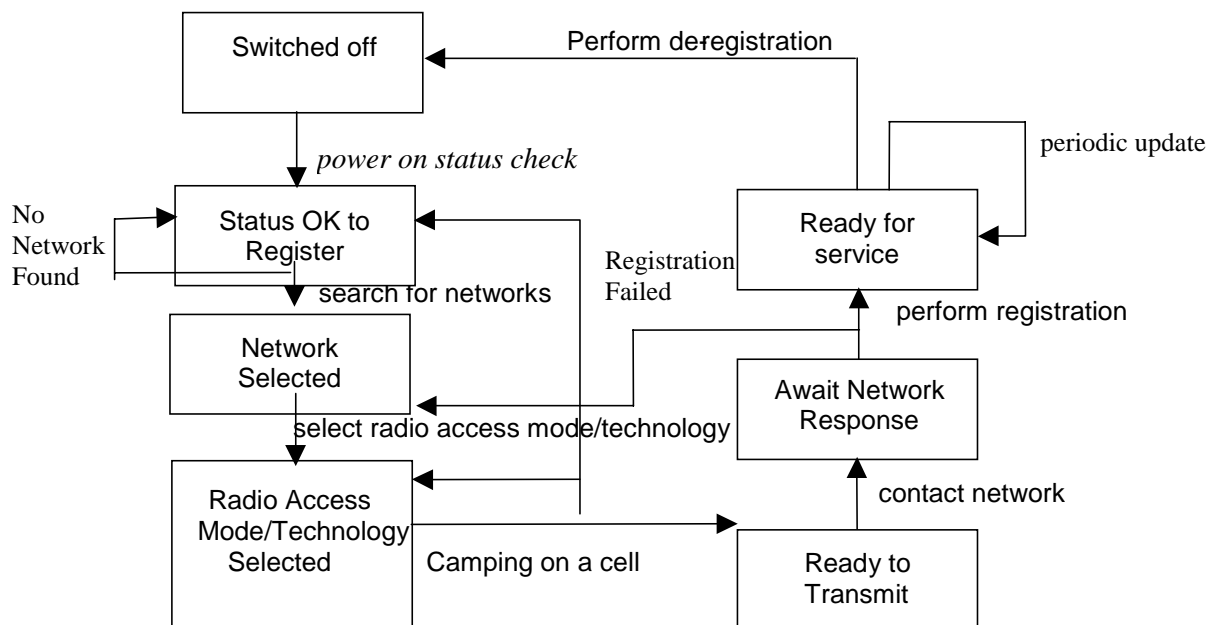 Switched off
Perform de-registration
power on status check
periodic update
No
Network
Found
Status OK to
Register
Ready for
service
Registration
Failed
search for networks
perform registration
Network
Selected
Await Network
Response
select radio access mode/technology
Radio Access
Mode/Technology
Selected
contact network
Camping on a cell
Ready to
Transmit